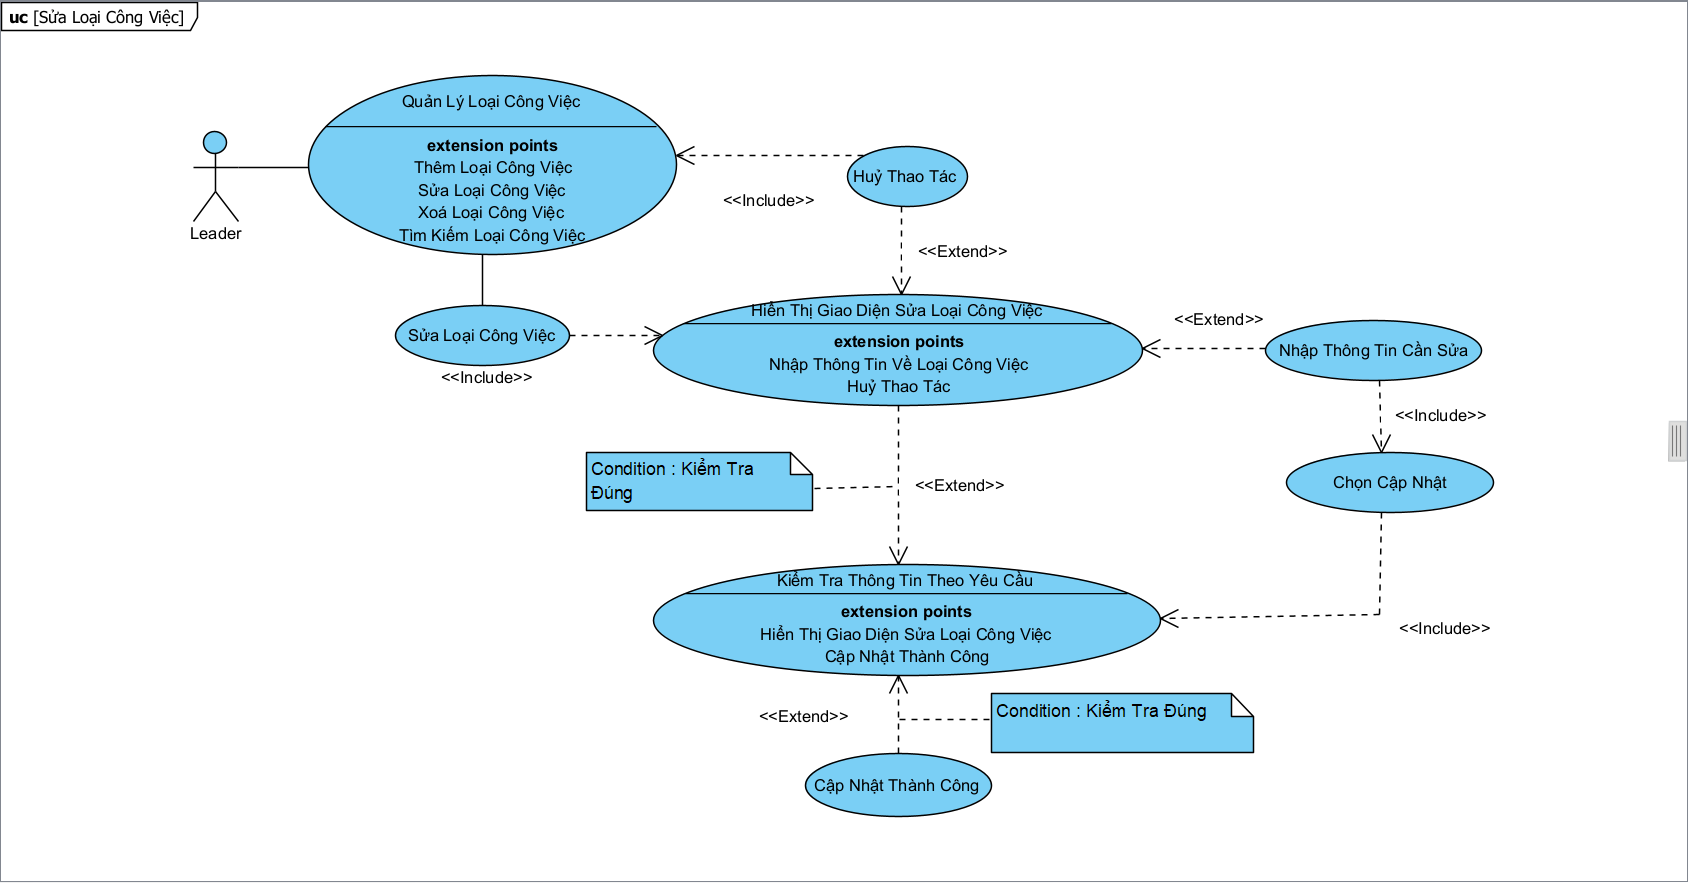 uc [Sửa Loại Công Việc]
Quản Lý Loại Công Việc
extension points
Thêm Loại Công Việc
Sửa Loại Công Việc
Xoá Loại Công Việc
Tìm Kiếm Loại Công Việc
Leader
Huỷ Thao Tác
<<Include>>
<<Extend>>
Sửa Loại Công Việc
<<Include>>
Hiển Thị Giao Diện Sửa Loại Công Việc
extension points
Nhập Thông Tin Về Loại Công Việc
Huỷ Thao Tác
<<Extend>>
Nhập Thông Tin Cần Sửa
<<Include>>
Chọn Cập Nhật
Condition : Kiểm Tra
Đúng
<<Extend>>
Kiểm Tra Thông Tin Theo Yêu Cầu
extension points
Hiển Thị Giao Diện Sửa Loại Công Việc
Cập Nhật Thành Công
<<Include>>
<<Extend>>
Condition : Kiểm Tra Đúng
Cập Nhật Thành Công